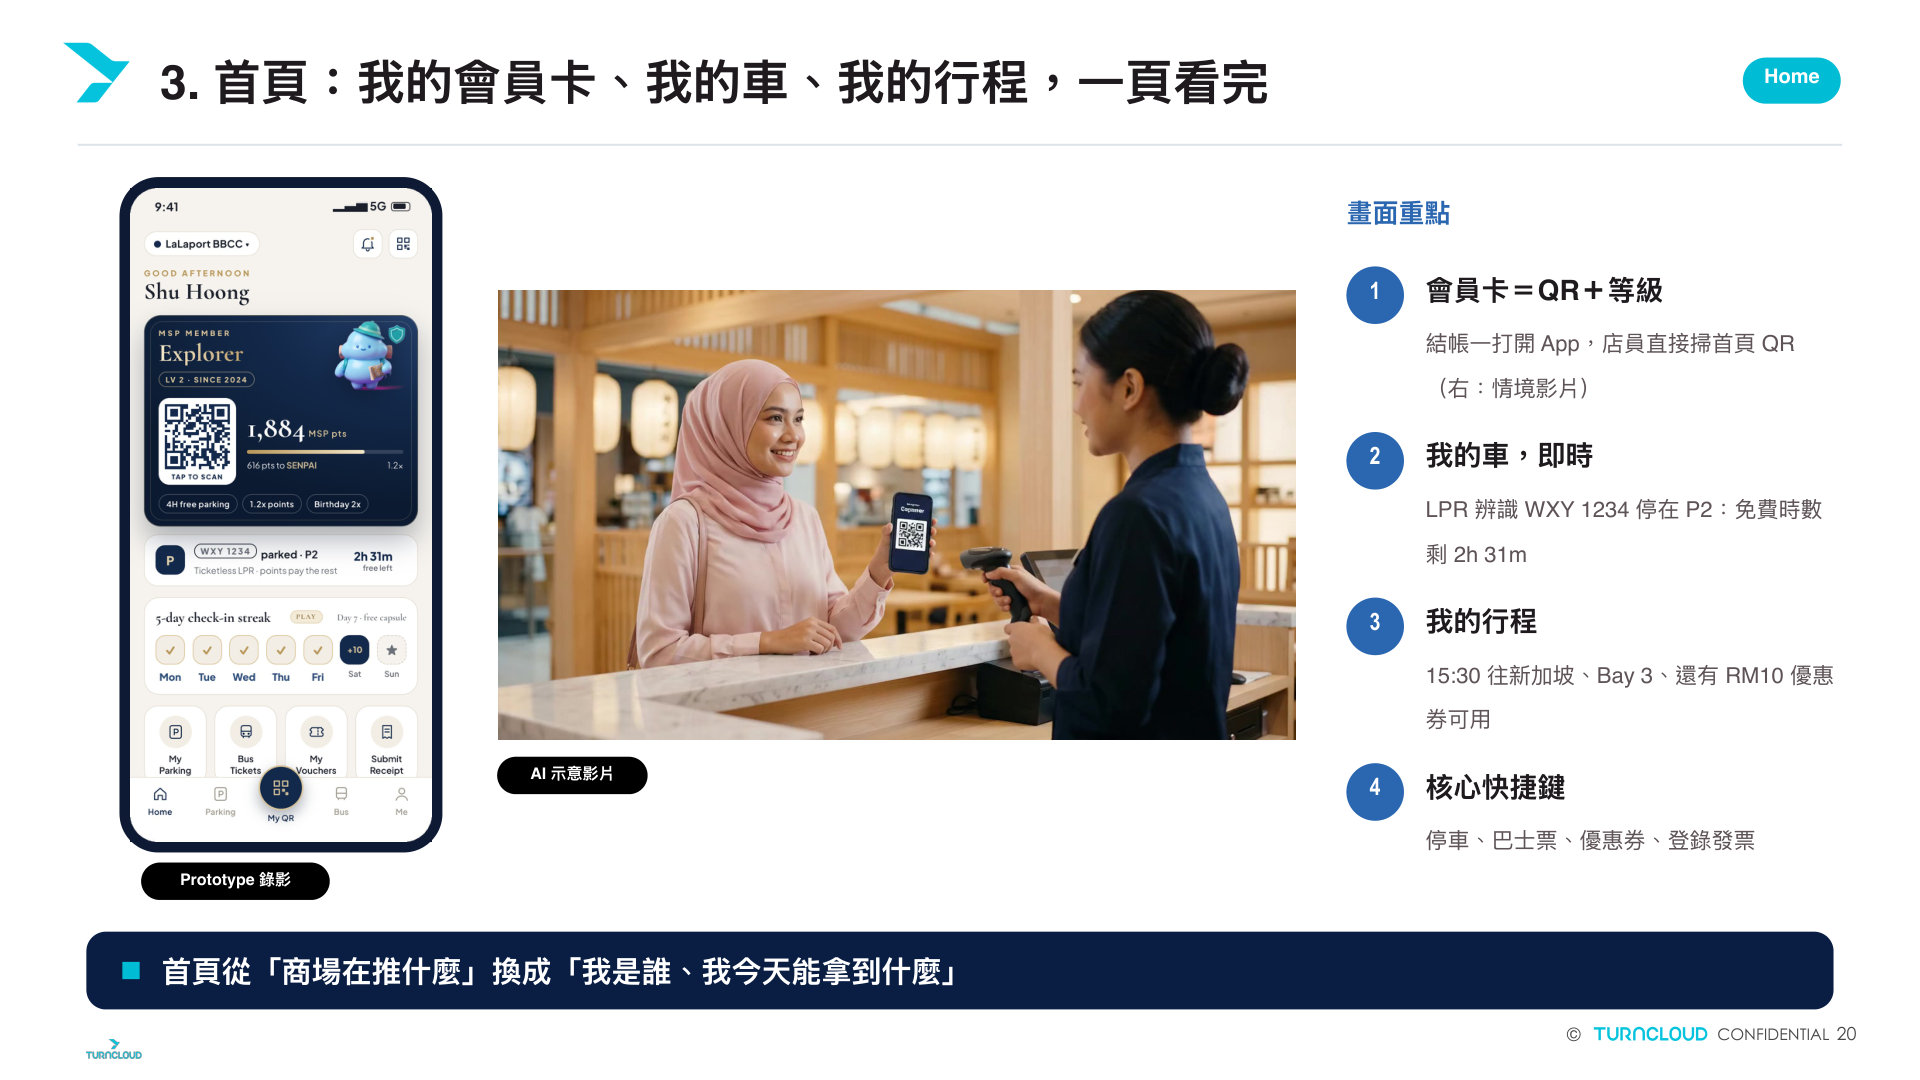 3. 首頁：我的會員卡、我的車、我的行程，一頁看完
Home
9:41
5G
LaLaport BBCC
GOOD AFTERNOON
Shu Hoong
MSP MEMBER
Explorer
LV 2 · SINCE 2024
1,884 MSP pts
616 pts to SENPAI
1.2x
TAP TO SCAN
4H free parking
1.2x points
Birthday 2x
P
WXY 1234 parked · P2
Ticketless LPR · points pay the rest
2h 31m
free left
5-day check-in streak
PLAY
Day 7 · free capsule
+10
Mon Tue Wed Thu Fri Sat Sun
My Parking
Bus Tickets
My Vouchers
Submit Receipt
Home
Parking
My QR
Bus
Me
Prototype 錄影
AI 示意影片
畫面重點
1
會員卡＝QR＋等級
結帳一打開 App，店員直接掃首頁 QR
（右：情境影片）
2
我的車，即時
LPR 辨識 WXY 1234 停在 P2：免費時數
剩 2h 31m
3
我的行程
15:30 往新加坡、Bay 3、還有 RM10 優惠
券可用
4
核心快捷鍵
停車、巴士票、優惠券、登錄發票
首頁從「商場在推什麼」換成「我是誰、我今天能拿到什麼」
TURNCLOUD
© TURNCLOUD CONFIDENTIAL 20